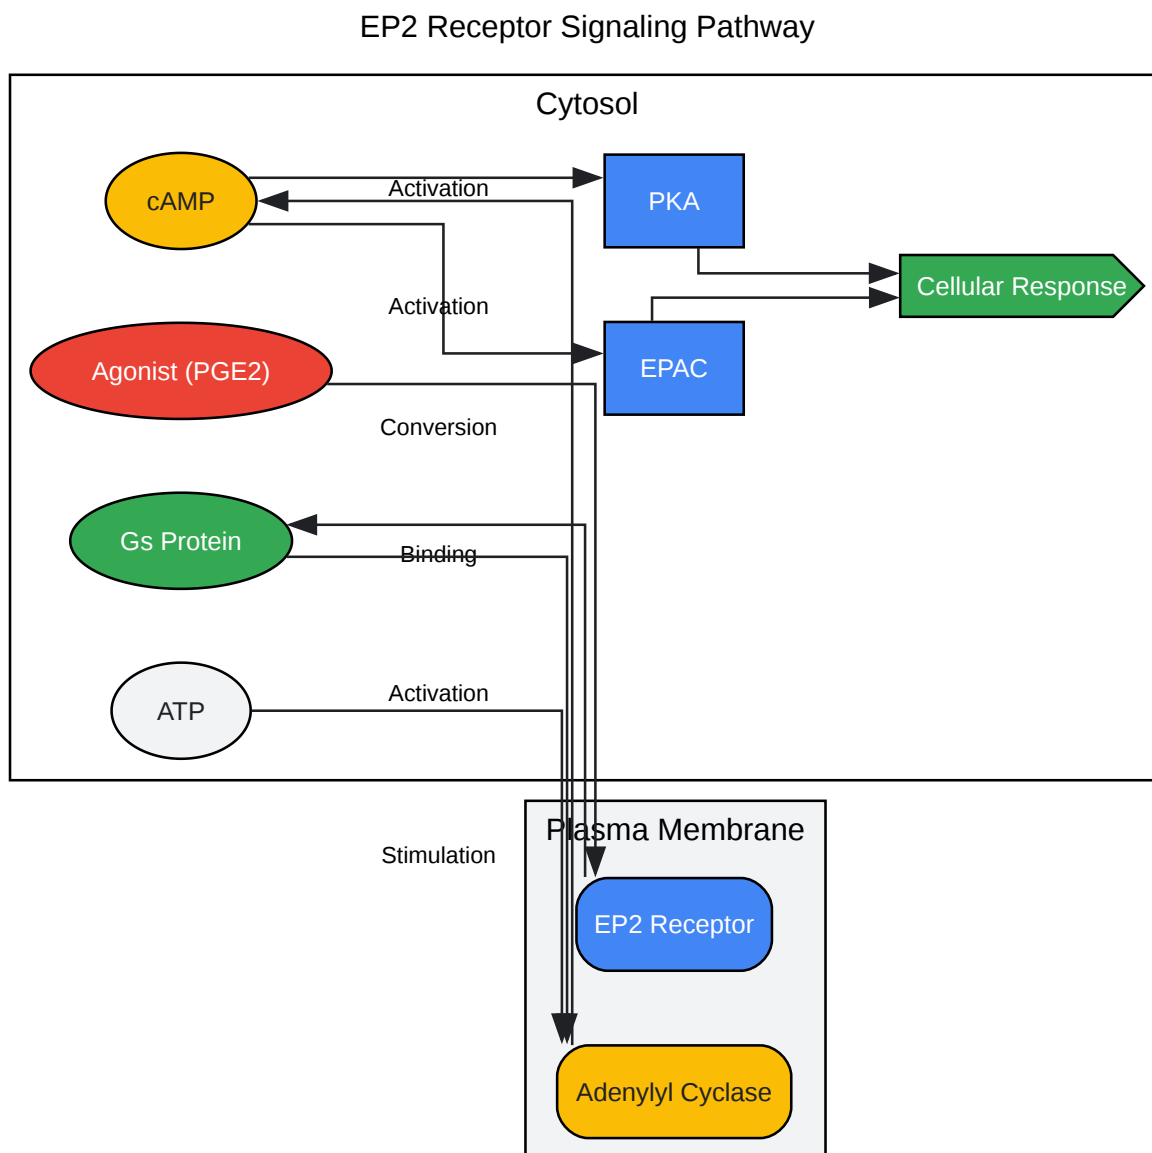 EP2 Receptor Signaling Pathway
Cytosol
cAMP
Activation
PKA
Cellular Response
Activation
EPAC
Agonist (PGE2)
Conversion
Gs Protein
Binding
Activation
ATP
Plasma Membrane
Stimulation
EP2 Receptor
Adenylyl Cyclase